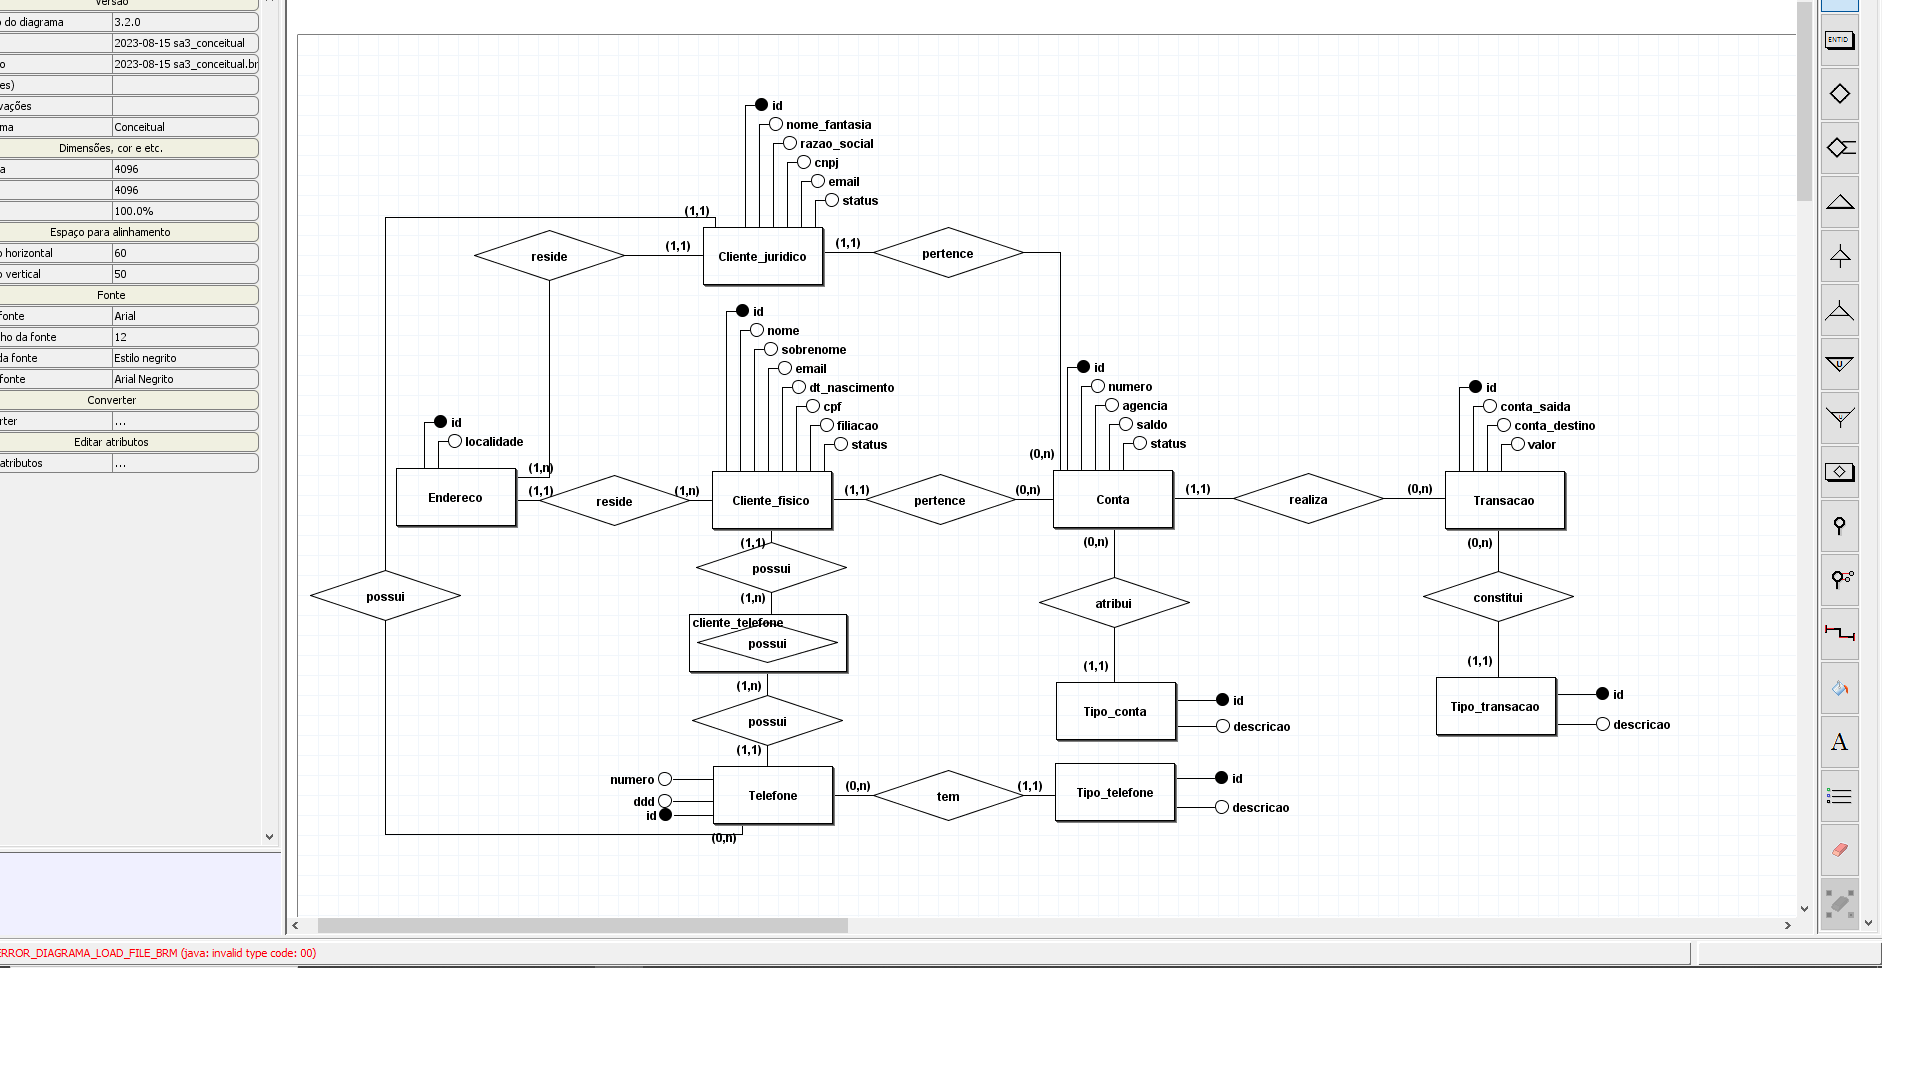 Versão
o do diagrama 3.2.0
2023-08-15 sa3_conceitual
o 2023-08-15 sa3_conceitual.br
es)
vações
ma Conceitual
Dimensões, cor e etc.
a 4096
4096
100.0%
Espaço para alinhamento
o horizontal 60
o vertical 50
Fonte
fonte Arial
ho da fonte 12
da fonte Estilo negrito
fonte Arial Negrito
Converter
rter ...
Editar atributos
atributos ...
id
nome_fantasia
razao_social
cnpj
email
status
(1,1)
reside
(1,1)
Cliente_juridico
(1,1)
pertence
id
nome
sobrenome
email
dt_nascimento
cpf
filiacao
status
id
numero
agencia
saldo
status
id
conta_saida
conta_destino
valor
id
localidade
(1,n)
(0,n)
Endereco
(1,1)
reside
(1,n)
Cliente_fisico
(1,1)
pertence
(0,n)
Conta
(1,1)
realiza
(0,n)
Transacao
(1,1)
possui
(1,n)
(0,n)
atribui
(1,1)
(0,n)
constitui
(1,1)
possui
cliente_telefone
possui
(1,n)
possui
(1,1)
Tipo_conta
id
descricao
Tipo_transacao
id
descricao
numero
ddd
id
Telefone
(0,n)
tem
(1,1)
Tipo_telefone
id
descricao
(0,n)
ENTID
U
A
ERROR_DIAGRAMA_LOAD_FILE_BRM (java: invalid type code: 00)